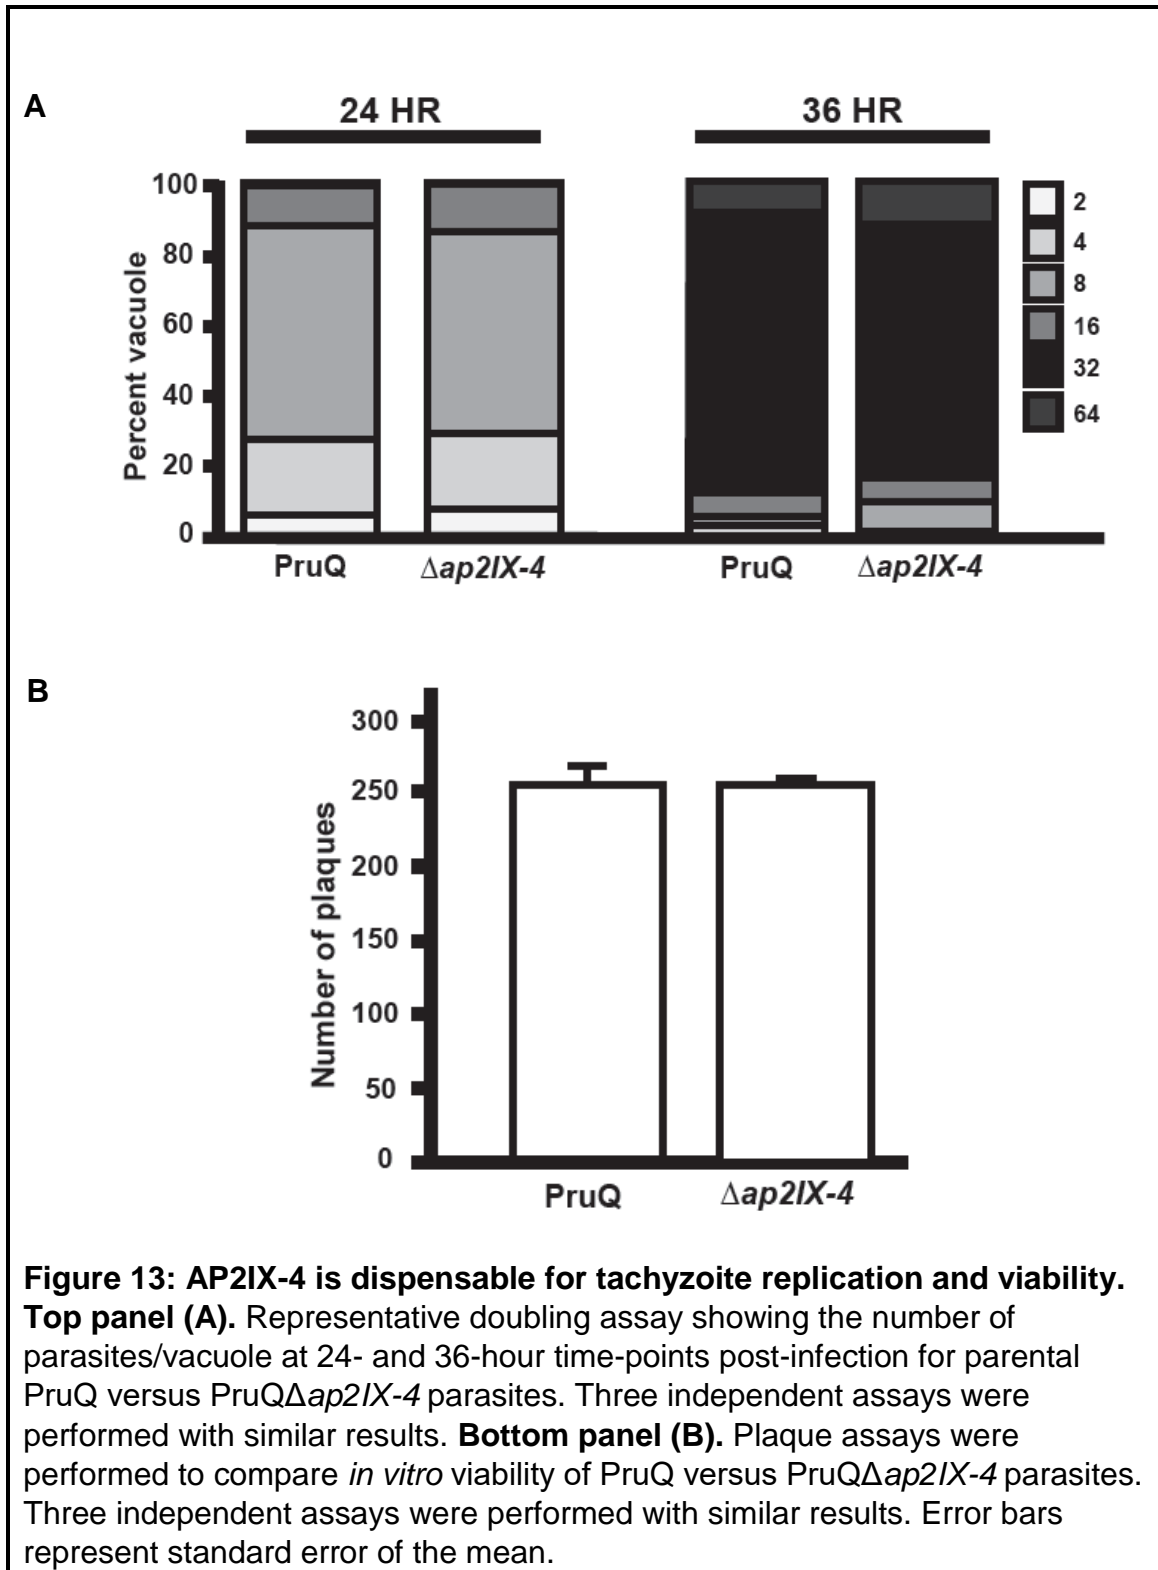 A
24 HR
36 HR
Percent vacuole
100
80
60
40
20
0
PruQ
Δap2IX-4
PruQ
Δap2IX-4
2
4
8
16
32
64
B
Number of plaques
300
250
200
150
100
50
0
PruQ
Δap2IX-4
Figure 13: AP2IX-4 is dispensable for tachyzoite replication and viability.
Top panel (A). Representative doubling assay showing the number of
parasites/vacuole at 24- and 36-hour time-points post-infection for parental
PruQ versus PruQΔap2IX-4 parasites. Three independent assays were
performed with similar results. Bottom panel (B). Plaque assays were
performed to compare in vitro viability of PruQ versus PruQΔap2IX-4 parasites.
Three independent assays were performed with similar results. Error bars
represent standard error of the mean.